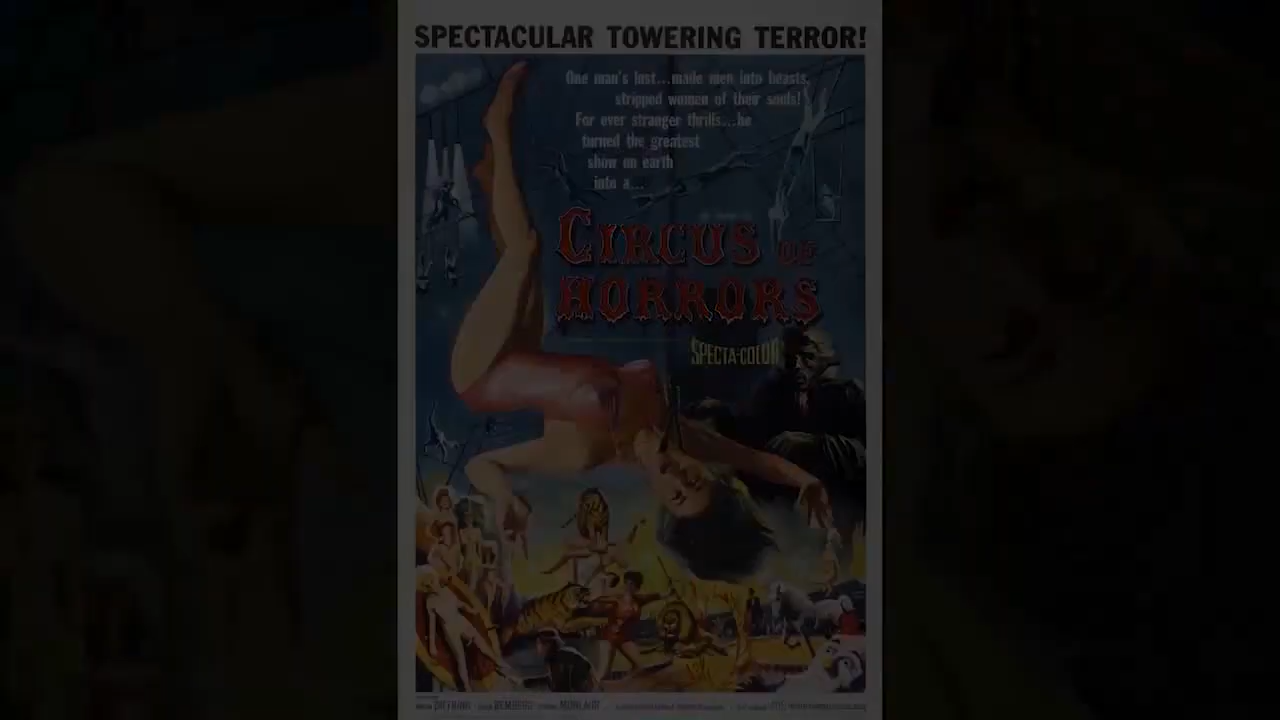 SPECTACULAR TOWERING TERROR!
One man's lust...made men into beasts,
stripped women of their souls!
For ever stranger thrills...he
turned the greatest
show on earth
into a...
CIRCUS OF
HORRORS
SPECTA-COLOR